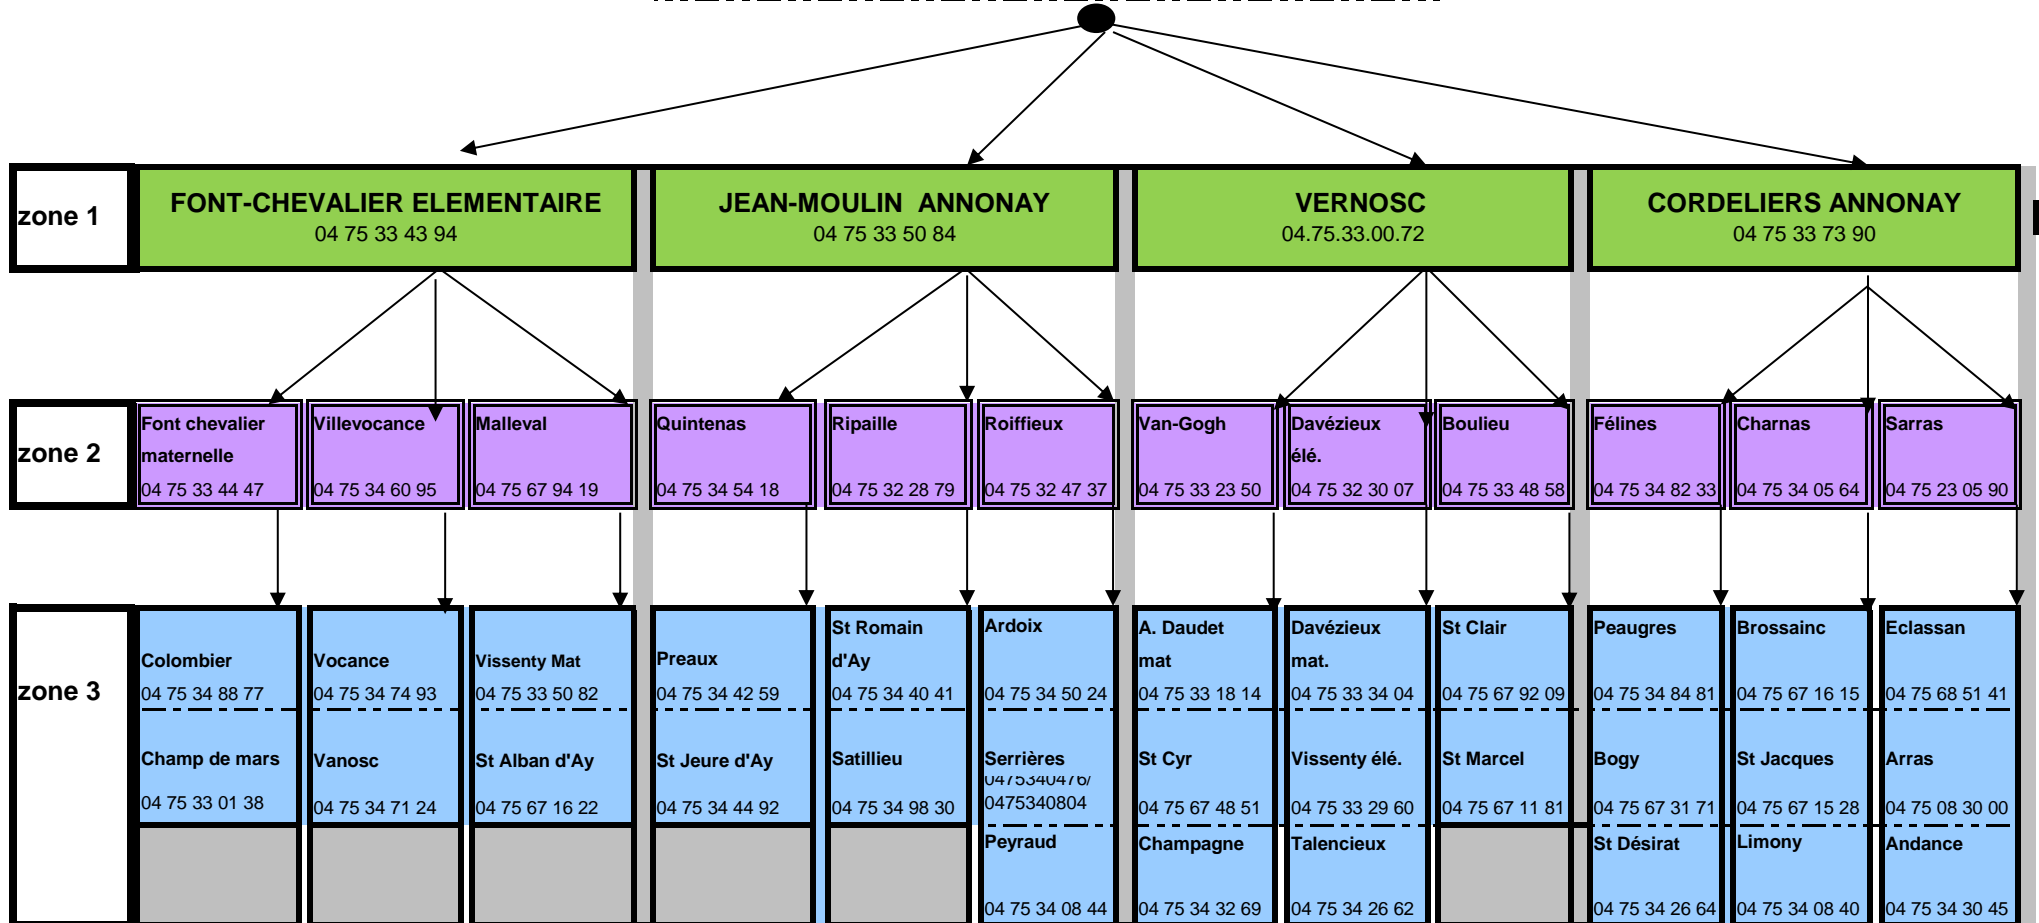 zone 1
FONT-CHEVALIER ELEMENTAIRE
04 75 33 43 94
JEAN-MOULIN  ANNONAY
04 75 33 50 84
VERNOSC
04.75.33.00.72
CORDELIERS ANNONAY
04 75 33 73 90
zone 2
Font chevalier
maternelle
04 75 33 44 47
Villevocance
04 75 34 60 95
Malleval
04 75 67 94 19
Quintenas
04 75 34 54 18
Ripaille
04 75 32 28 79
Roiffieux
04 75 32 47 37
Van-Gogh
04 75 33 23 50
Davézieux
élé.
04 75 32 30 07
Boulieu
04 75 33 48 58
Félines
04 75 34 82 33
Charnas
04 75 34 05 64
Sarras
04 75 23 05 90
zone 3
Colombier
04 75 34 88 77
Vocance
04 75 34 74 93
Vissenty Mat
04 75 33 50 82
Preaux
04 75 34 42 59
St Romain
d'Ay
04 75 34 40 41
Ardoix
04 75 34 50 24
A. Daudet
mat
04 75 33 18 14
Davézieux
mat.
04 75 33 34 04
St Clair
04 75 67 92 09
Peaugres
04 75 34 84 81
Brossainc
04 75 67 16 15
Eclassan
04 75 68 51 41
Champ de mars
04 75 33 01 38
Vanosc
04 75 34 71 24
St Alban d'Ay
04 75 67 16 22
St Jeure d'Ay
04 75 34 44 92
Satillieu
04 75 34 98 30
Serrières
0475340476/
0475340804
St Cyr
04 75 67 48 51
Vissenty élé.
04 75 33 29 60
St Marcel
04 75 67 11 81
Bogy
04 75 67 31 71
St Jacques
04 75 67 15 28
Arras
04 75 08 30 00
Peyraud
04 75 34 08 44
Champagne
04 75 34 32 69
Talencieux
04 75 34 26 62
St Désirat
04 75 34 26 64
Limony
04 75 34 08 40
Andance
04 75 34 30 45